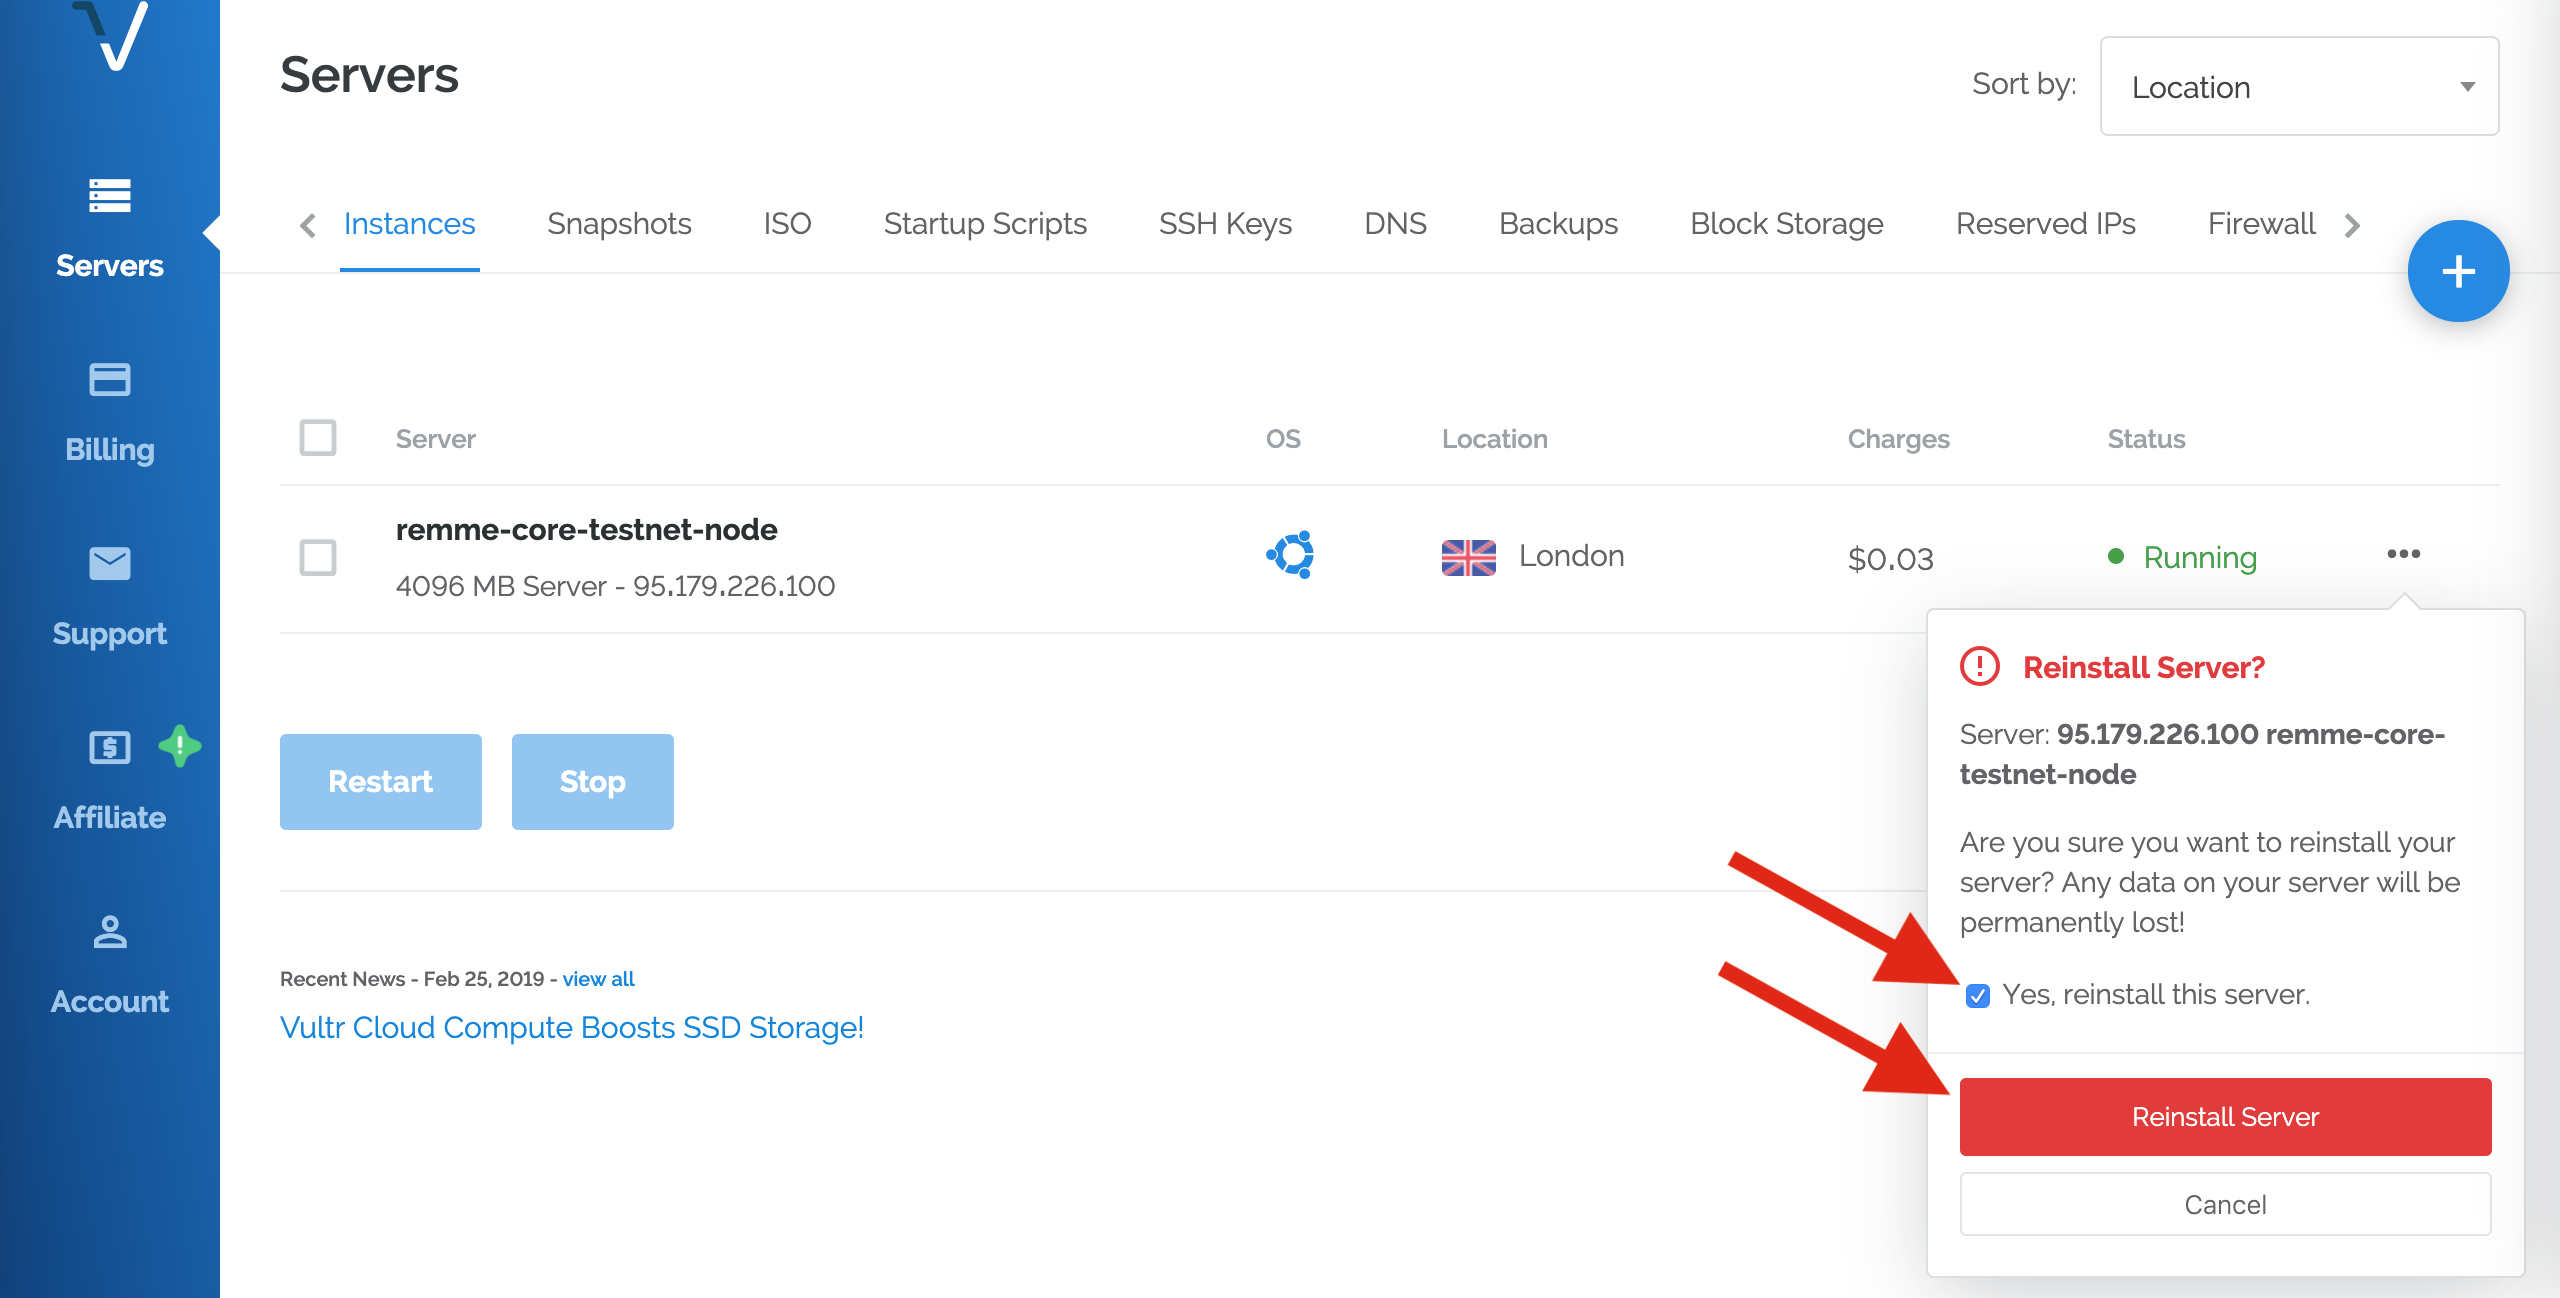 Servers
Sort by:
Location
Instances
Snapshots
ISO
Startup Scripts
SSH Keys
DNS
Backups
Block Storage
Reserved IPs
Firewall
Servers
Billing
Support
Affiliate
Account
Server
OS
Location
Charges
Status
remme-core-testnet-node
4096 MB Server - 95.179.226.100
London
$0.03
Running
Reinstall Server?
Server: 95.179.226.100 remme-core-
testnet-node
Are you sure you want to reinstall your
server? Any data on your server will be
permanently lost!
Yes, reinstall this server.
Reinstall Server
Cancel
Restart
Stop
Recent News - Feb 25, 2019 - view all
Vultr Cloud Compute Boosts SSD Storage!